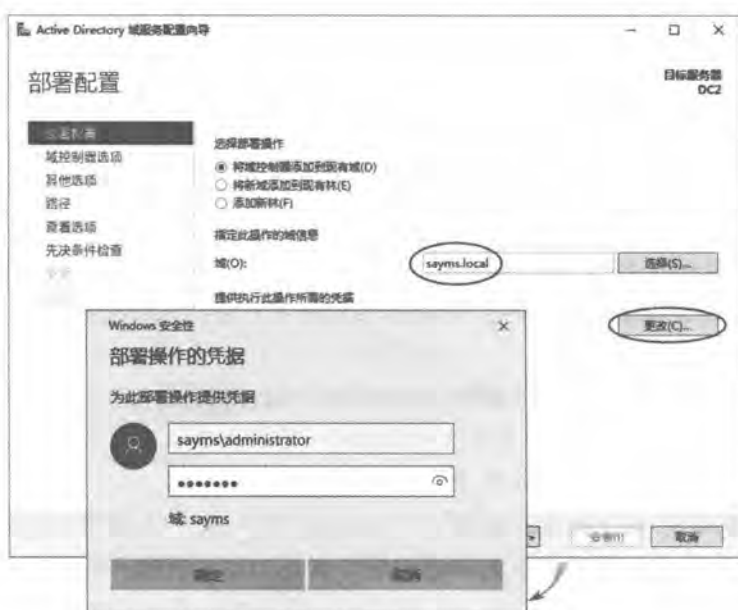 Active Directory 域服务配置向导
部署配置
目标服务器
DC2
部署配置
域控制器选项
其他选项
路径
查看选项
先决条件检查
选择部署操作
将域控制器添加到现有域(D)
将新域添加到现有林(E)
添加新林(F)
指定此操作的域信息
域(O):
sayms.local
选择(S)...
提供执行此操作所需的凭据
更改(C)...
Windows 安全性
部署操作的凭据
为此部署操作提供凭据
sayms\administrator
•••••••
域: sayms
确定
取消
安装(I)
取消